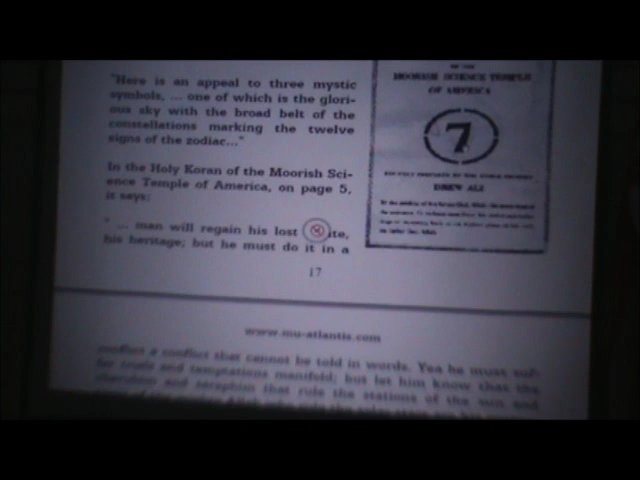 "Here is an appeal to three mystic
symbols, ... one of which is the glori-
ous sky with the broad belt of the
constellations marking the twelve
signs of the zodiac..."
In the Holy Koran of the Moorish Sci-
ence Temple of America, on page 5,
it says:
" ... man will regain his lost ite,
his heritage; but he must do it in a
17
OF THE
MOORISH SCIENCE TEMPLE
OF AMERICA
7
DREW ALI
www.mu-atlantis.com
conflict a conflict that cannot be told in words. Yea he must suf-
fer trials and temptations manifold; but let him know that the
cherubim and seraphim that rule the stations of the sun and